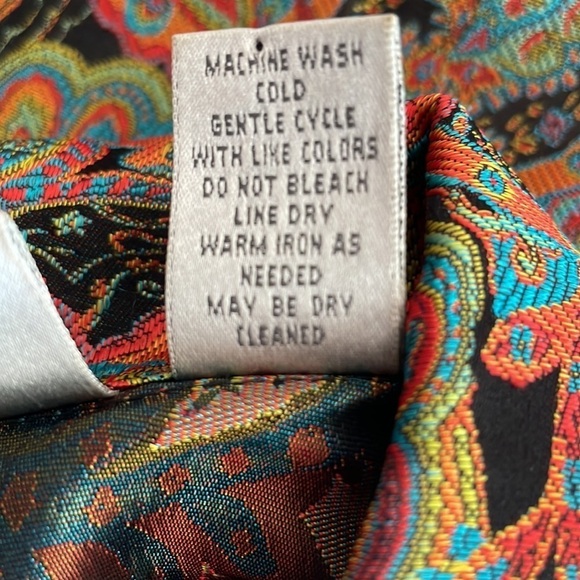 MACHINE WASH
COLD
GENTLE CYCLE
WITH LIKE COLORS
DO NOT BLEACH
LINE DRY
WARM IRON AS
NEEDED
MAY BE DRY
CLEANED